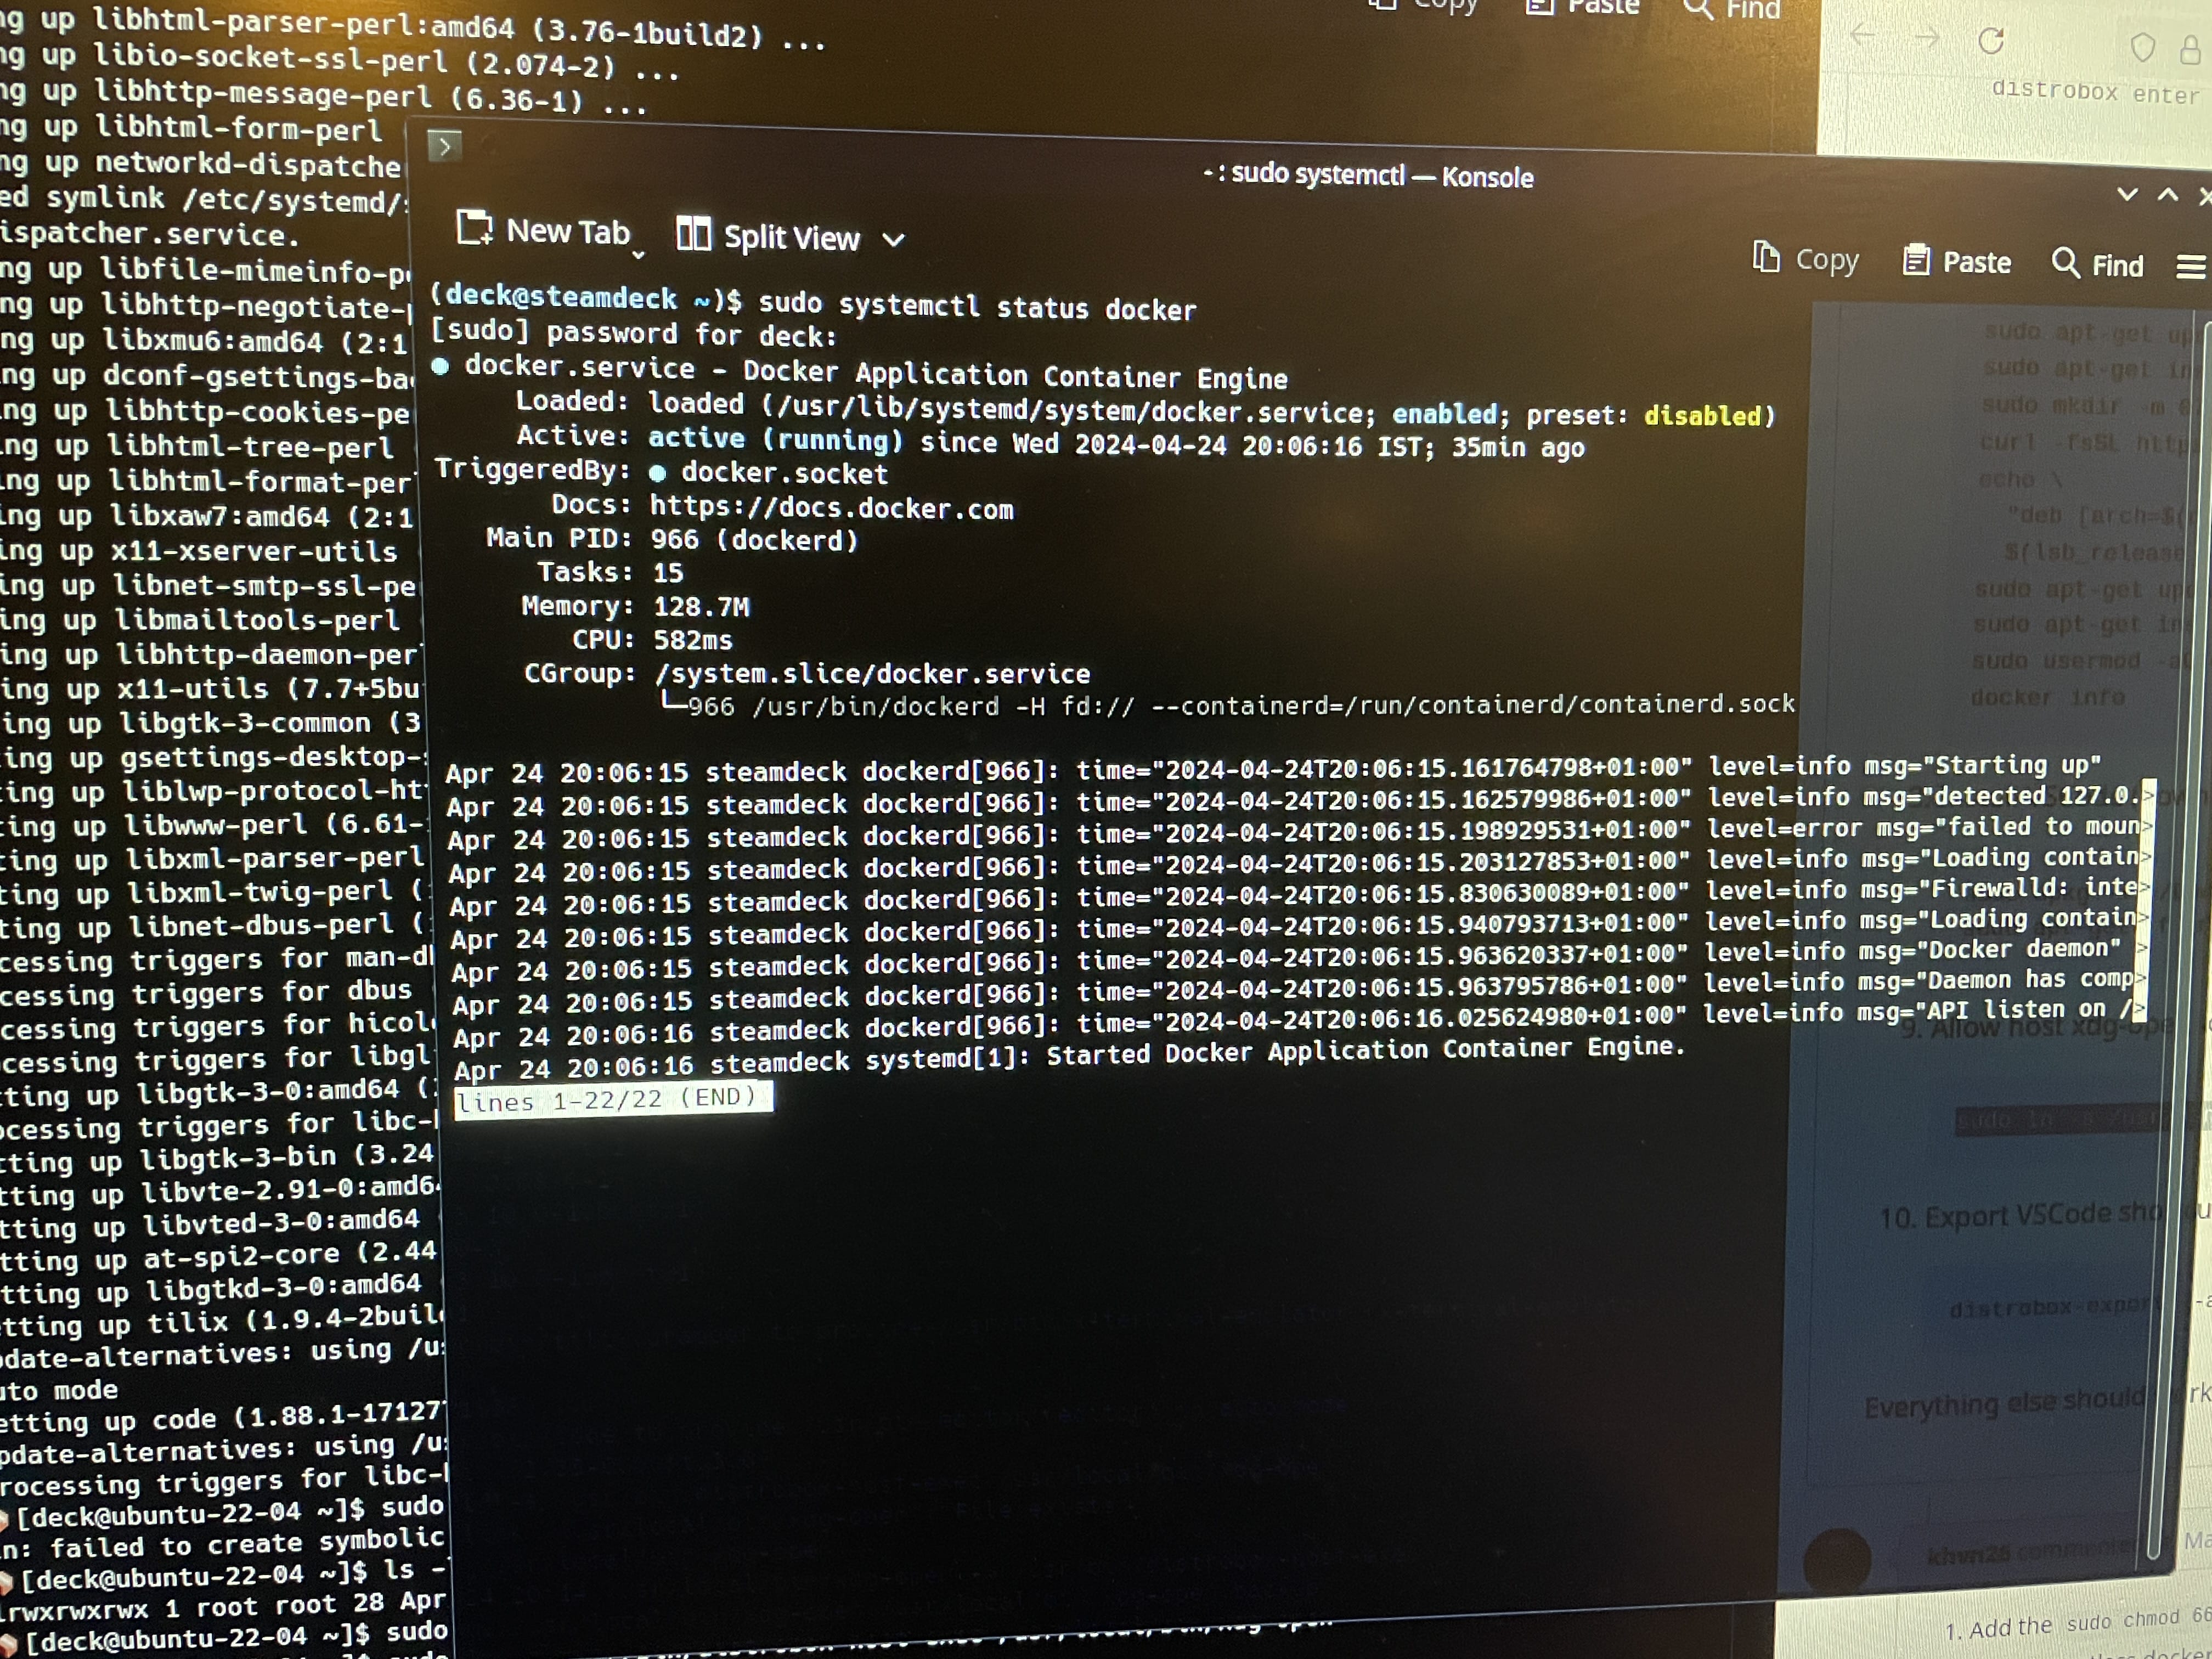 ng up libhtml-parser-perl:amd64 (3.76-1build2) ...
ng up libio-socket-ssl-perl (2.074-2) ...
ng up libhttp-message-perl (6.36-1) ...
ng up libhtml-form-perl
ng up networkd-dispatche
ed symlink /etc/systemd/
ispatcher.service.
ng up libfile-mimeinfo-p
ng up libhttp-negotiate-
ng up libxmu6:amd64 (2:1
ng up dconf-gsettings-ba
ing up libhttp-cookies-pe
ing up libhtml-tree-perl
ing up libhtml-format-per
ing up libxaw7:amd64 (2:1
ing up x11-xserver-utils
ing up libnet-smtp-ssl-pe
ing up libmailtools-perl
ing up libhttp-daemon-per
ing up x11-utils (7.7+5bu
ing up libgtk-3-common (3
ing up gsettings-desktop-
ting up liblwp-protocol-ht
ting up libwww-perl (6.61-
ting up libxml-parser-perl
ting up libxml-twig-perl (
ting up libnet-dbus-perl (
cessing triggers for man-d
cessing triggers for dbus
cessing triggers for hicol
ocessing triggers for libgl
tting up libgtk-3-0:amd64 (
ocessing triggers for libc-
tting up libgtk-3-bin (3.24
tting up libvte-2.91-0:amd6
tting up libvted-3-0:amd64
tting up at-spi2-core (2.44
tting up libgtkd-3-0:amd64
etting up tilix (1.9.4-2buil
pdate-alternatives: using /u
uto mode
etting up code (1.88.1-17127
pdate-alternatives: using /u
rocessing triggers for libc-
[deck@ubuntu-22-04 ~]$ sudo
n: failed to create symbolic
[deck@ubuntu-22-04 ~]$ ls -
lrwxrwxrwx 1 root root 28 Apr
[deck@ubuntu-22-04 ~]$ sudo
Copy Paste Find
~ : sudo systemctl — Konsole
New Tab Split View
Copy Paste Find
(deck@steamdeck ~)$ sudo systemctl status docker
[sudo] password for deck:
● docker.service - Docker Application Container Engine
Loaded: loaded (/usr/lib/systemd/system/docker.service; enabled; preset: disabled)
Active: active (running) since Wed 2024-04-24 20:06:16 IST; 35min ago
TriggeredBy: ● docker.socket
Docs: https://docs.docker.com
Main PID: 966 (dockerd)
Tasks: 15
Memory: 128.7M
CPU: 582ms
CGroup: /system.slice/docker.service
└─966 /usr/bin/dockerd -H fd:// --containerd=/run/containerd/containerd.sock
Apr 24 20:06:15 steamdeck dockerd[966]: time="2024-04-24T20:06:15.161764798+01:00" level=info msg="Starting up"
Apr 24 20:06:15 steamdeck dockerd[966]: time="2024-04-24T20:06:15.162579986+01:00" level=info msg="detected 127.0.>
Apr 24 20:06:15 steamdeck dockerd[966]: time="2024-04-24T20:06:15.198929531+01:00" level=error msg="failed to moun>
Apr 24 20:06:15 steamdeck dockerd[966]: time="2024-04-24T20:06:15.203127853+01:00" level=info msg="Loading contain>
Apr 24 20:06:15 steamdeck dockerd[966]: time="2024-04-24T20:06:15.830630089+01:00" level=info msg="Firewalld: inte>
Apr 24 20:06:15 steamdeck dockerd[966]: time="2024-04-24T20:06:15.940793713+01:00" level=info msg="Loading contain>
Apr 24 20:06:15 steamdeck dockerd[966]: time="2024-04-24T20:06:15.963620337+01:00" level=info msg="Docker daemon" >
Apr 24 20:06:15 steamdeck dockerd[966]: time="2024-04-24T20:06:15.963795786+01:00" level=info msg="Daemon has comp>
Apr 24 20:06:16 steamdeck dockerd[966]: time="2024-04-24T20:06:16.025624980+01:00" level=info msg="API listen on />
Apr 24 20:06:16 steamdeck systemd[1]: Started Docker Application Container Engine.
lines 1-22/22 (END)
distrobox enter
sudo apt-get up
sudo apt-get in
sudo mkdir -m 0
curl -fsSL http
echo \
"deb [arch=$(
$(lsb_release
sudo apt-get up
sudo apt-get in
sudo usermod -a
docker info
9. Allow host xdg-ope
sudo ln -s /usr
10. Export VSCode sho
distrobox-expor
Everything else should
khvn26 commented
1. Add the sudo chmod 66